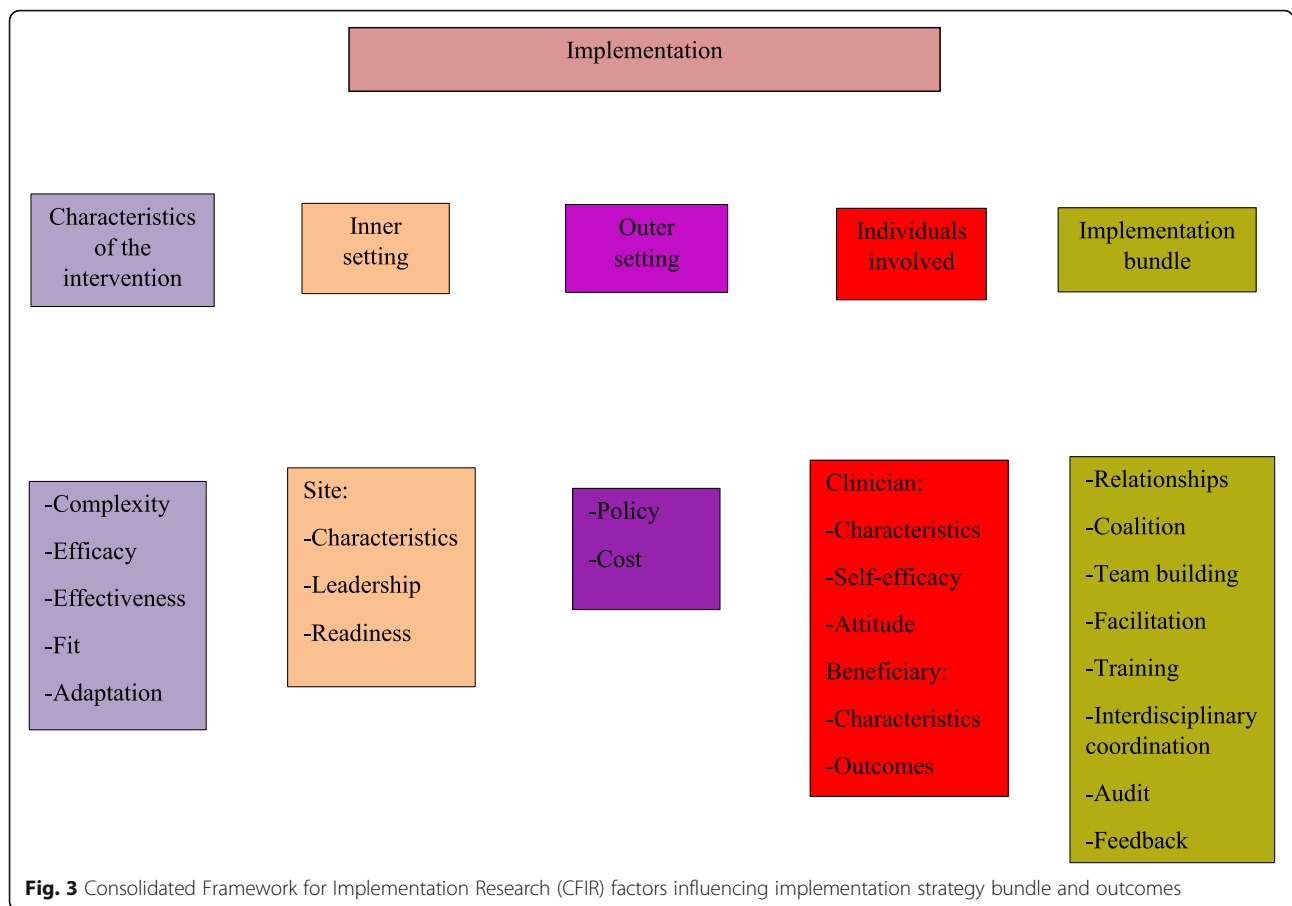 Implementation
Characteristics
of the
intervention
Inner
setting
Outer
setting
Individuals
involved
Implementation
bundle
-Complexity
-Efficacy
-Effectiveness
-Fit
-Adaptation
Site:
-Characteristics
-Leadership
-Readiness
-Policy
-Cost
Clinician:
-Characteristics
-Self-efficacy
-Attitude
Beneficiary:
-Characteristics
-Outcomes
-Relationships
-Coalition
-Team building
-Facilitation
-Training
-Interdisciplinary
coordination
-Audit
-Feedback
Fig. 3 Consolidated Framework for Implementation Research (CFIR) factors influencing implementation strategy bundle and outcomes